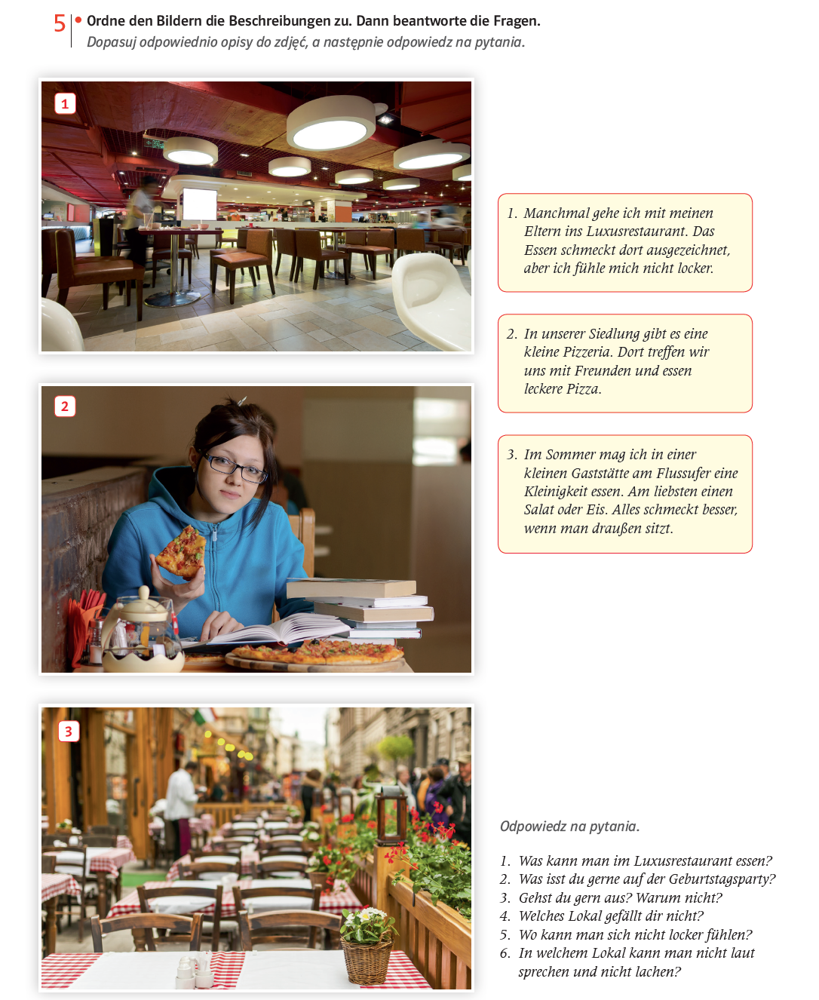 5 • Ordne den Bildern die Beschreibungen zu. Dann beantworte die Fragen.
Dopasuj odpowiednio opisy do zdjęć, a następnie odpowiedz na pytania.
1
1. Manchmal gehe ich mit meinen
Eltern ins Luxusrestaurant. Das
Essen schmeckt dort ausgezeichnet,
aber ich fühle mich nicht locker.
2. In unserer Siedlung gibt es eine
kleine Pizzeria. Dort treffen wir
uns mit Freunden und essen
leckere Pizza.
2
3. Im Sommer mag ich in einer
kleinen Gaststätte am Flussufer eine
Kleinigkeit essen. Am liebsten einen
Salat oder Eis. Alles schmeckt besser,
wenn man draußen sitzt.
3
Odpowiedz na pytania.
1. Was kann man im Luxusrestaurant essen?
2. Was isst du gerne auf der Geburtstagsparty?
3. Gehst du gern aus? Warum nicht?
4. Welches Lokal gefällt dir nicht?
5. Wo kann man sich nicht locker fühlen?
6. In welchem Lokal kann man nicht laut
sprechen und nicht lachen?